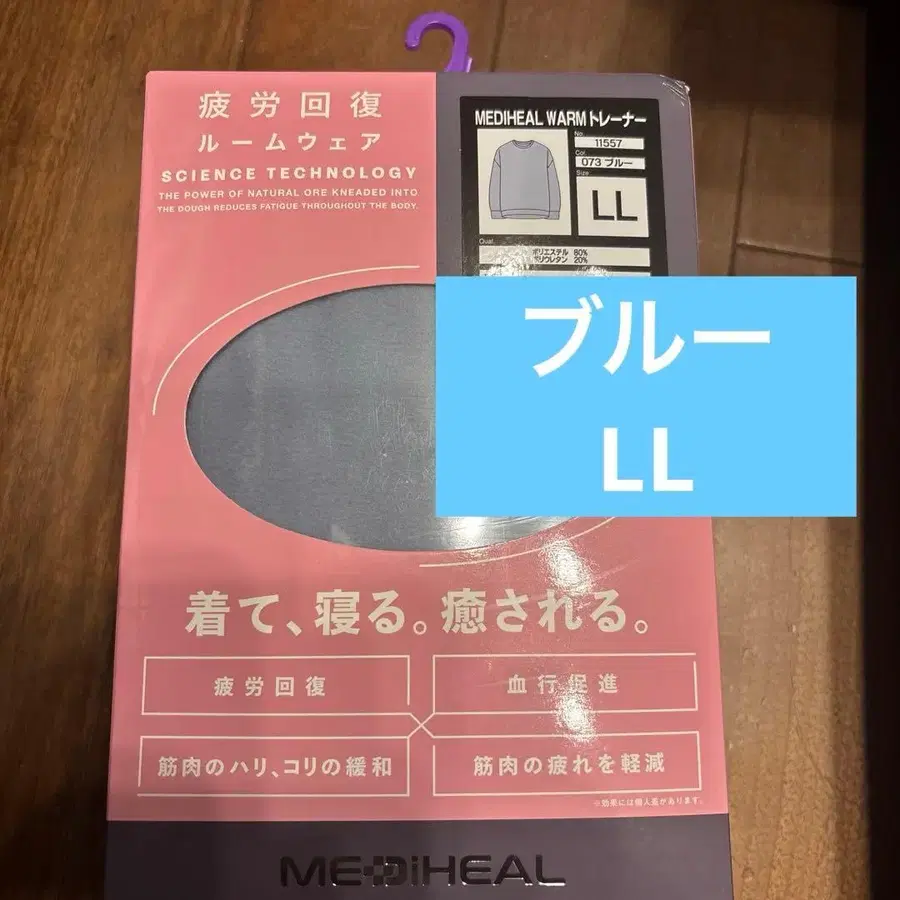 疲労回復
ルームウェア
SCIENCE TECHNOLOGY
THE POWER OF NATURAL ORE KNEADED INTO
THE DOUGH REDUCES FATIGUE THROUGHOUT THE BODY.
MEDIHEAL WARMトレーナー
No.
11557
Col.
073 ブルー
Size
LL
Qual.
ポリエステル 80%
ポリウレタン 20%
ブルー
LL
着て、寝る。癒される。
疲労回復
血行促進
筋肉のハリ、コリの緩和
筋肉の疲れを軽減
※効果には個人差があります。
MEDiHEAL